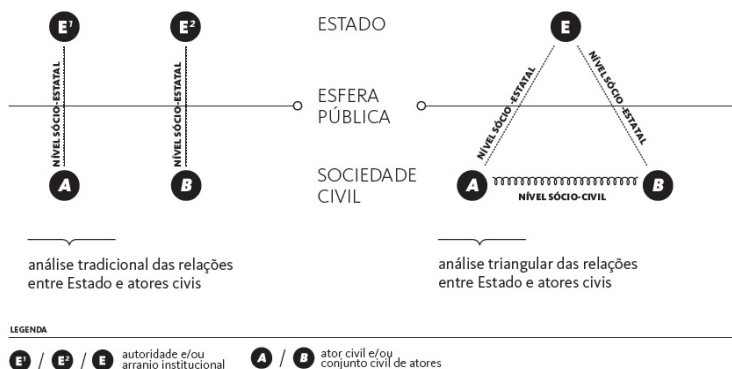 E¹
E²
NÍVEL SÓCIO-ESTATAL
NÍVEL SÓCIO-ESTATAL
A
B
ESTADO
ESFERA
PÚBLICA
SOCIEDADE
CIVIL
E
NÍVEL SÓCIO-ESTATAL
NÍVEL SÓCIO-ESTATAL
A
B
NÍVEL SÓCIO-CIVIL
análise tradicional das relações
entre Estado e atores civis
análise triangular das relações
entre Estado e atores civis
LEGENDA
E¹ / E² / E autoridade e/ou
arranjo institucional
A / B ator civil e/ou
conjunto civil de atores